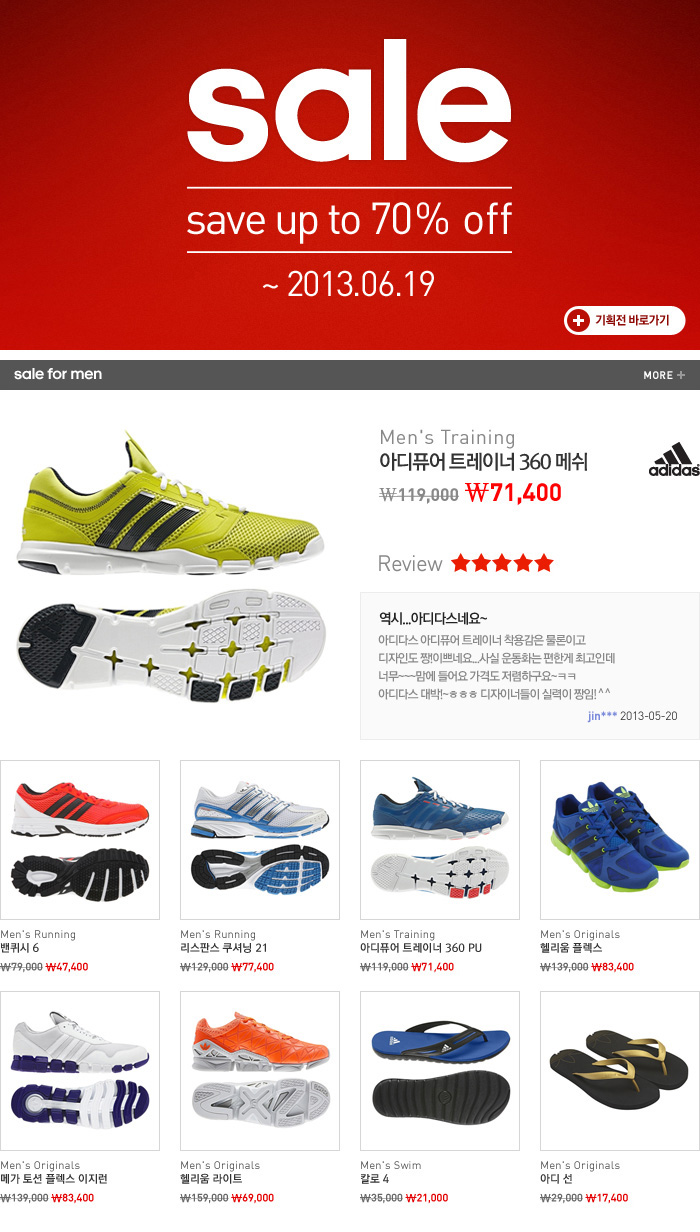 sale
save up to 70% off
~ 2013.06.19
기획전 바로가기
sale for men
MORE +
Men's Training
아디퓨어 트레이너 360 메쉬
₩119,000 ₩71,400
adidas
Review ★★★★★
역시...아디다스네요~
아디다스 아디퓨어 트레이너 착용감은 물론이고
디자인도 짱!이쁘네요...사실 운동화는 편한게 최고인데
너무~~~맘에 들어요 가격도 저렴하구요~ㅋㅋ
아디다스 대박!~ㅎㅎㅎ 디자이너들이 실력이 짱임! ^^
jin*** 2013-05-20
Men's Running
밴퀴시 6
₩79,000 ₩47,400
Men's Running
리스판스 쿠셔닝 21
₩129,000 ₩77,400
Men's Training
아디퓨어 트레이너 360 PU
₩119,000 ₩71,400
Men's Originals
헬리움 플렉스
₩139,000 ₩83,400
Men's Originals
메가 토션 플렉스 이지런
₩139,000 ₩83,400
Men's Originals
헬리움 라이트
₩159,000 ₩69,000
Men's Swim
칼로 4
₩35,000 ₩21,000
Men's Originals
아디 선
₩29,000 ₩17,400